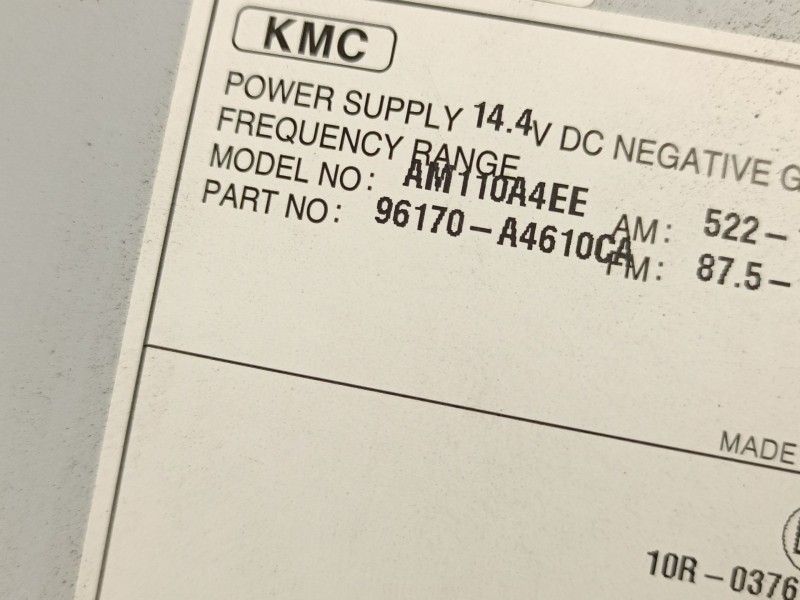 KMC
POWER SUPPLY 14.4V DC NEGATIVE G
FREQUENCY RANGE
AM: 522-
FM: 87.5-
MODEL NO: AM110A4EE
PART NO: 96170-A4610CA
MADE
10R-0376